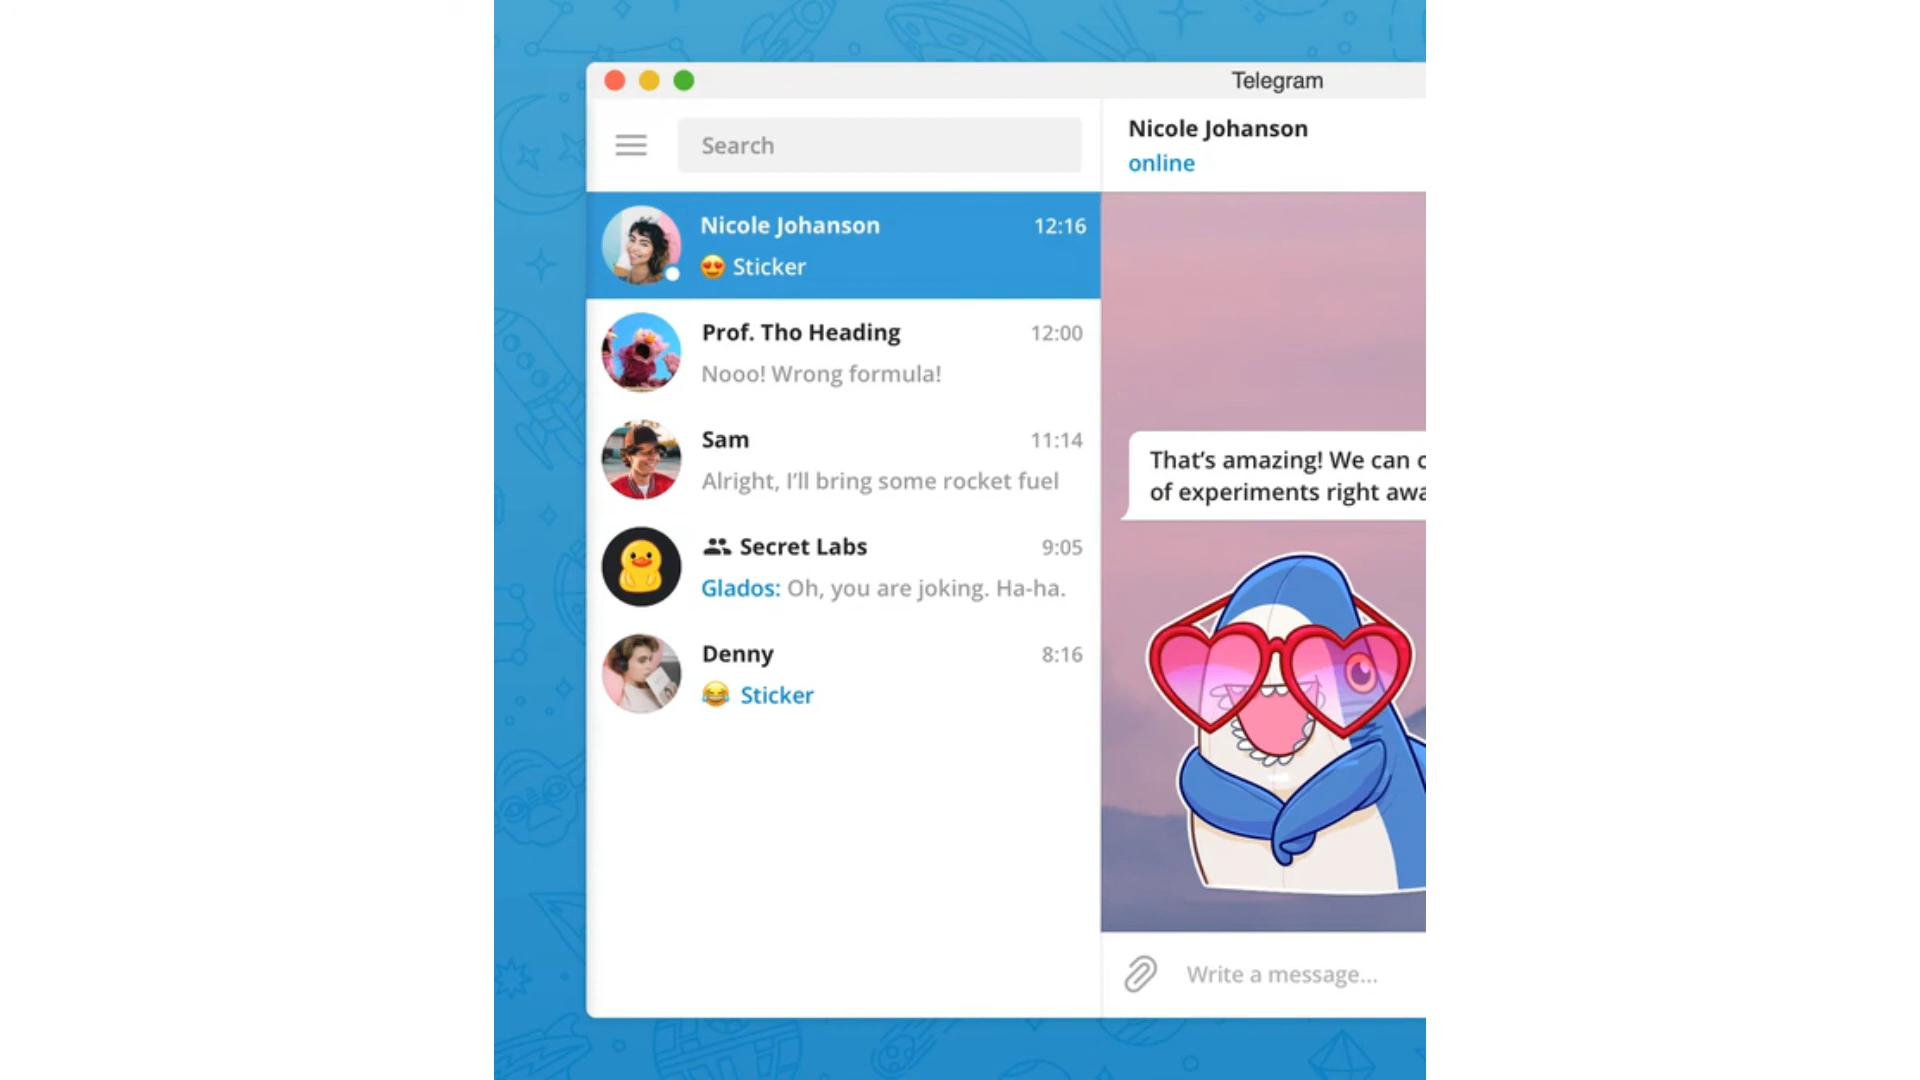 Telegram
Search
Nicole Johanson
online
Nicole Johanson 12:16
😍 Sticker
Prof. Tho Heading 12:00
Nooo! Wrong formula!
Sam 11:14
Alright, I’ll bring some rocket fuel
Secret Labs 9:05
Glados: Oh, you are joking. Ha-ha.
Denny 8:16
😂 Sticker
That’s amazing! We can
of experiments right
Write a message...